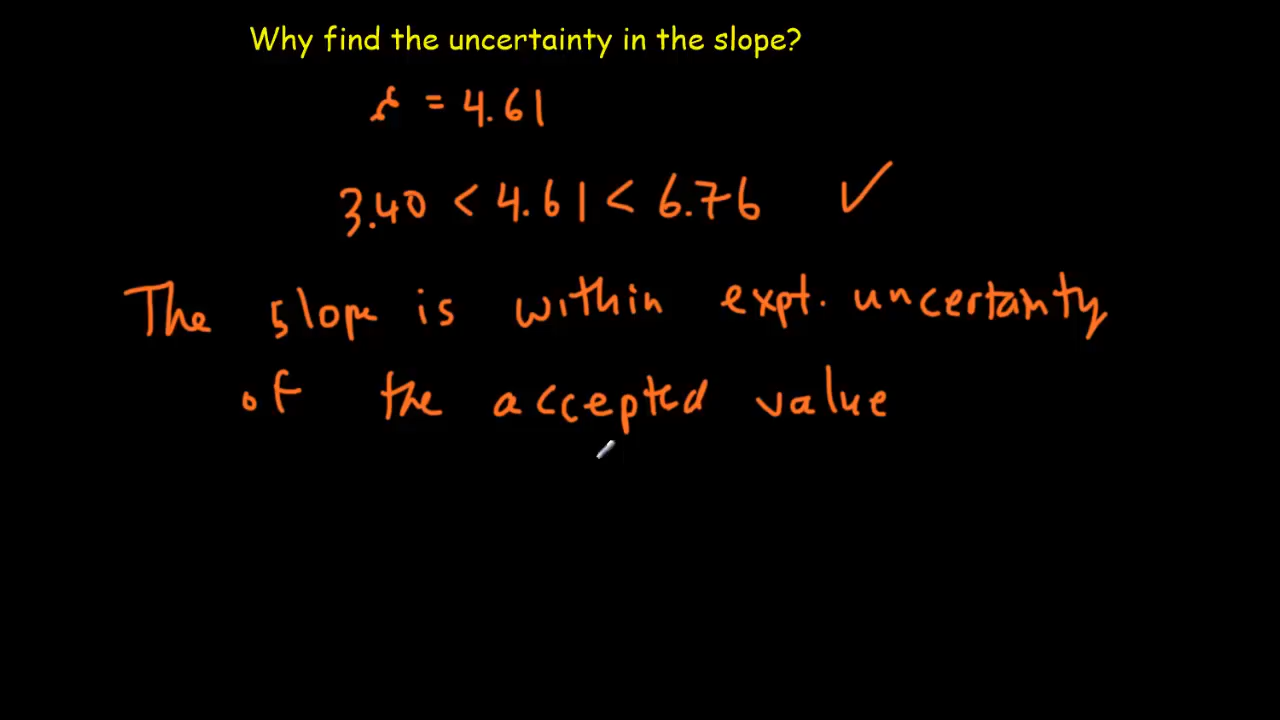 Why find the uncertainty in the slope?
= 4.61
3.40 < 4.61 < 6.76 ✓
The slope is within expt. uncertainty
of the accepted value